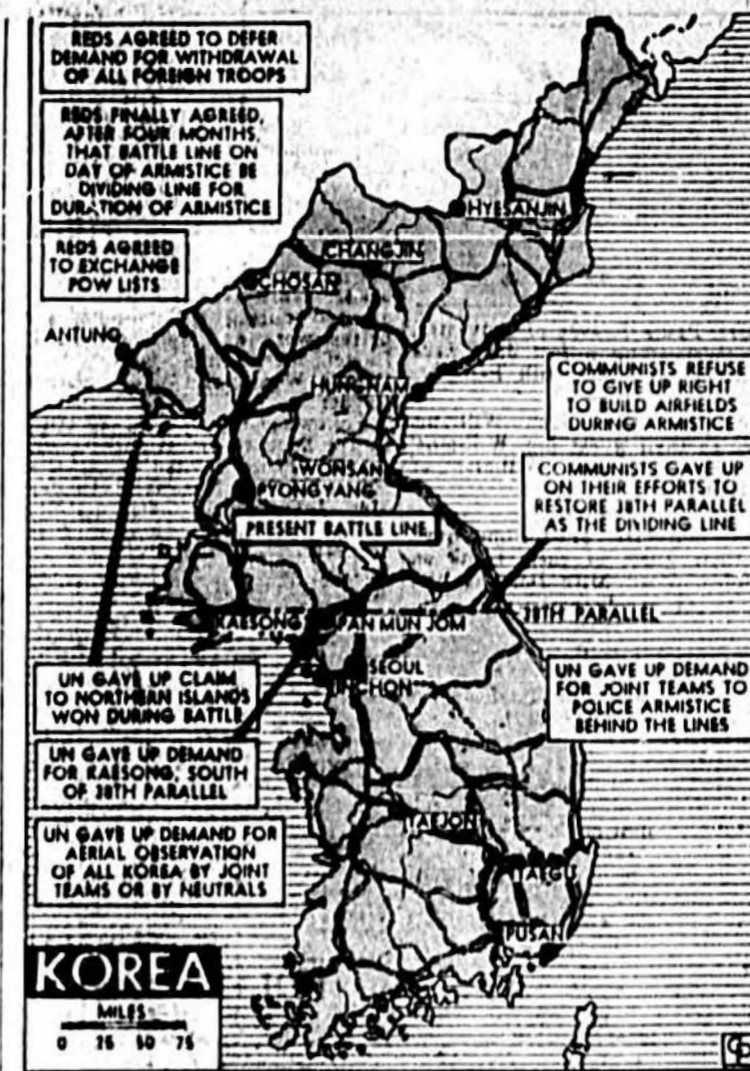 REDS AGREED TO DEFER
DEMAND FOR WITHDRAWAL
OF ALL FOREIGN TROOPS
REDS FINALLY AGREED,
AFTER FOUR MONTHS,
THAT BATTLE LINE ON
DAY OF ARMISTICE BE
DIVIDING LINE FOR
DURATION OF ARMISTICE
HYESANJIN
REDS AGREED
TO EXCHANGE
POW LISTS
CHANGJIN
CHOSAN
ANTUNG
HUNGNAM
COMMUNISTS REFUSE
TO GIVE UP RIGHT
TO BUILD AIRFIELDS
DURING ARMISTICE
WONSAN
PYONGYANG
COMMUNISTS GAVE UP
ON THEIR EFFORTS TO
RESTORE 38TH PARALLEL
AS THE DIVIDING LINE
PRESENT BATTLE LINE
KAESONG
PAN MUN JOM
38TH PARALLEL
SEOUL
INCHON
UN GAVE UP CLAIM
TO NORTHERN ISLANDS
WON DURING BATTLE
UN GAVE UP DEMAND
FOR JOINT TEAMS TO
POLICE ARMISTICE
BEHIND THE LINES
UN GAVE UP DEMAND
FOR KAESONG, SOUTH
OF 38TH PARALLEL
UN GAVE UP DEMAND FOR
AERIAL OBSERVATION
OF ALL KOREA BY JOINT
TEAMS OR BY NEUTRALS
TAEJON
TAEGU
PUSAN
KOREA
MILES
0 25 50 75